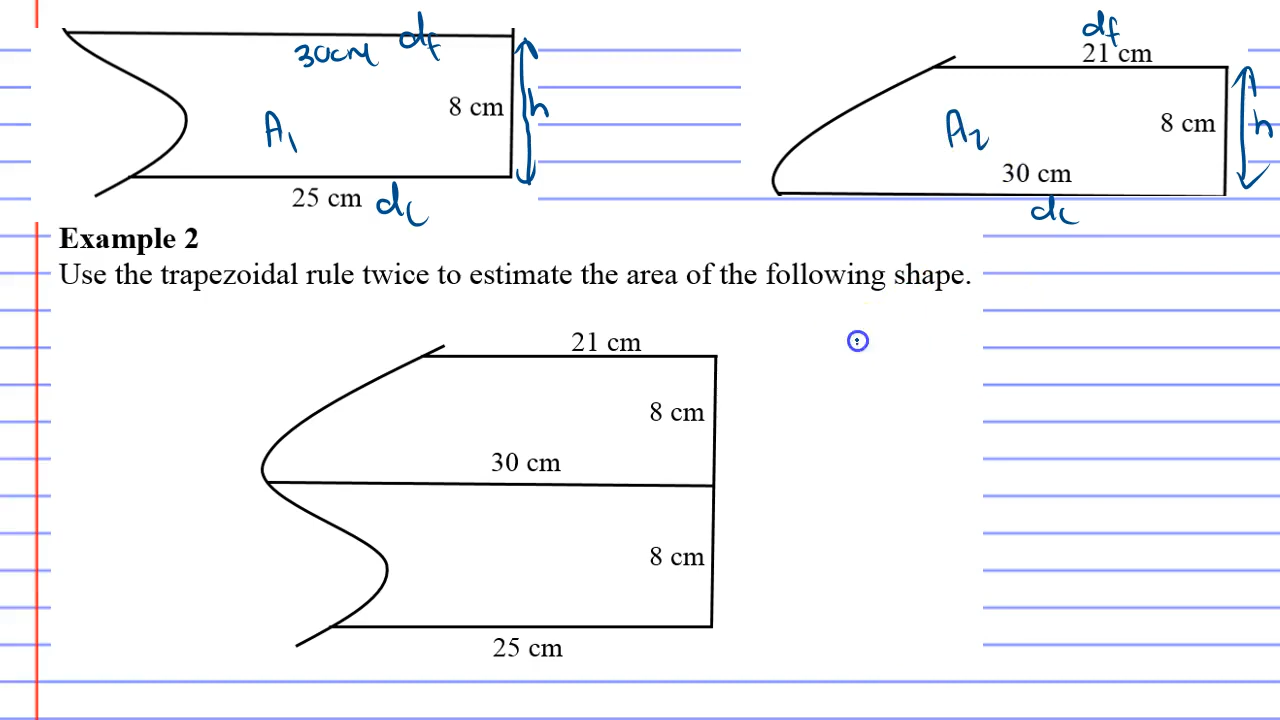 30cm df
8 cm h
A1
25 cm dL
df
21 cm
A2
8 cm h
30 cm
dL
Example 2
Use the trapezoidal rule twice to estimate the area of the following shape.
21 cm
8 cm
30 cm
8 cm
25 cm